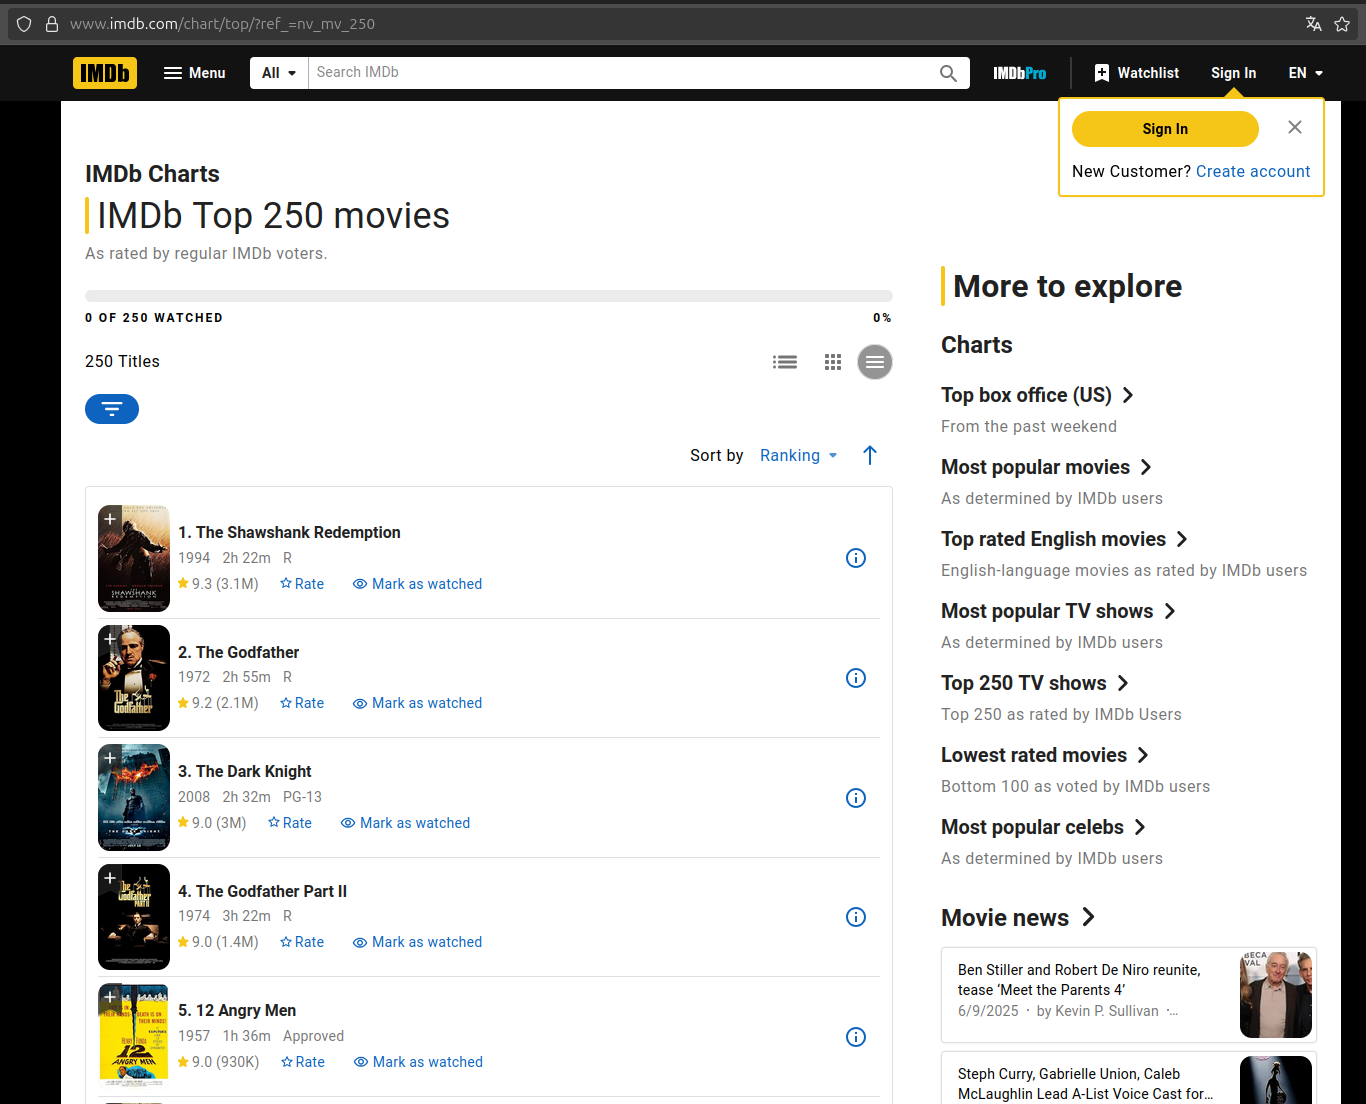 www.imdb.com/chart/top/?ref_=nv_mv_250
IMDb
Menu
All
Search IMDb
IMDbPro
Watchlist
Sign In
EN
Sign In
New Customer? Create account
IMDb Charts
IMDb Top 250 movies
As rated by regular IMDb voters.
0 OF 250 WATCHED
0%
250 Titles
Sort by Ranking
1. The Shawshank Redemption
1994 2h 22m R
9.3 (3.1M) Rate Mark as watched
2. The Godfather
1972 2h 55m R
9.2 (2.1M) Rate Mark as watched
3. The Dark Knight
2008 2h 32m PG-13
9.0 (3M) Rate Mark as watched
4. The Godfather Part II
1974 3h 22m R
9.0 (1.4M) Rate Mark as watched
5. 12 Angry Men
1957 1h 36m Approved
9.0 (930K) Rate Mark as watched
SHAWSHANK
The
Godfather
The
Godfather
PART II
12
ANGRY MEN
More to explore
Charts
Top box office (US)
From the past weekend
Most popular movies
As determined by IMDb users
Top rated English movies
English-language movies as rated by IMDb users
Most popular TV shows
As determined by IMDb users
Top 250 TV shows
Top 250 as rated by IMDb Users
Lowest rated movies
Bottom 100 as voted by IMDb users
Most popular celebs
As determined by IMDb users
Movie news
Ben Stiller and Robert De Niro reunite,
tease ‘Meet the Parents 4’
6/9/2025 · by Kevin P. Sullivan ·...
Steph Curry, Gabrielle Union, Caleb
McLaughlin Lead A-List Voice Cast for...